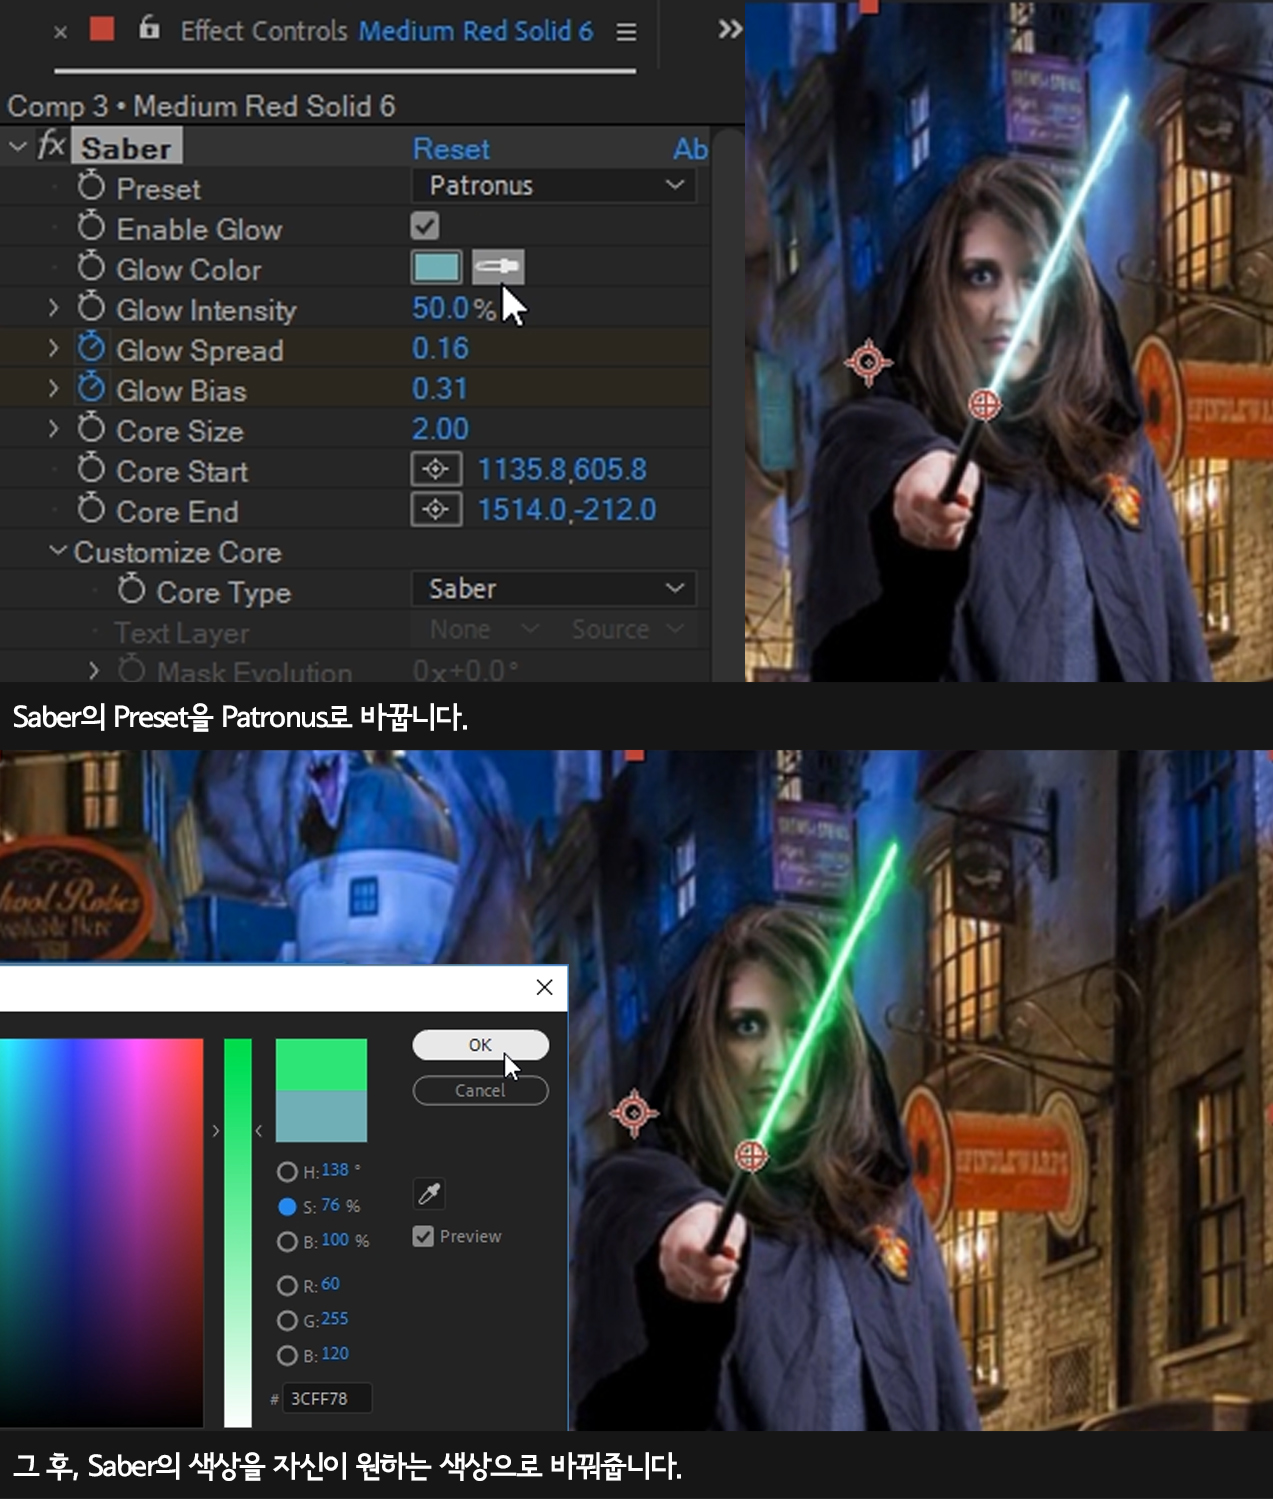 × Effect Controls Medium Red Solid 6 ≡ »
Comp 3 • Medium Red Solid 6
fx Saber Reset Ab
Preset Patronus
Enable Glow
Glow Color
Glow Intensity 50.0 %
Glow Spread 0.16
Glow Bias 0.31
Core Size 2.00
Core Start 1135.8,605.8
Core End 1514.0,-212.0
Customize Core
Core Type Saber
Text Layer None Source
Mask Evolution 0x+0.0°
Saber의 Preset을 Patronus로 바꿉니다.
hool Robes
Available Here
OK
Cancel
H: 138 °
S: 76 %
B: 100 %
Preview
R: 60
G: 255
B: 120
# 3CFF78
그 후, Saber의 색상을 자신이 원하는 색상으로 바꿔줍니다.